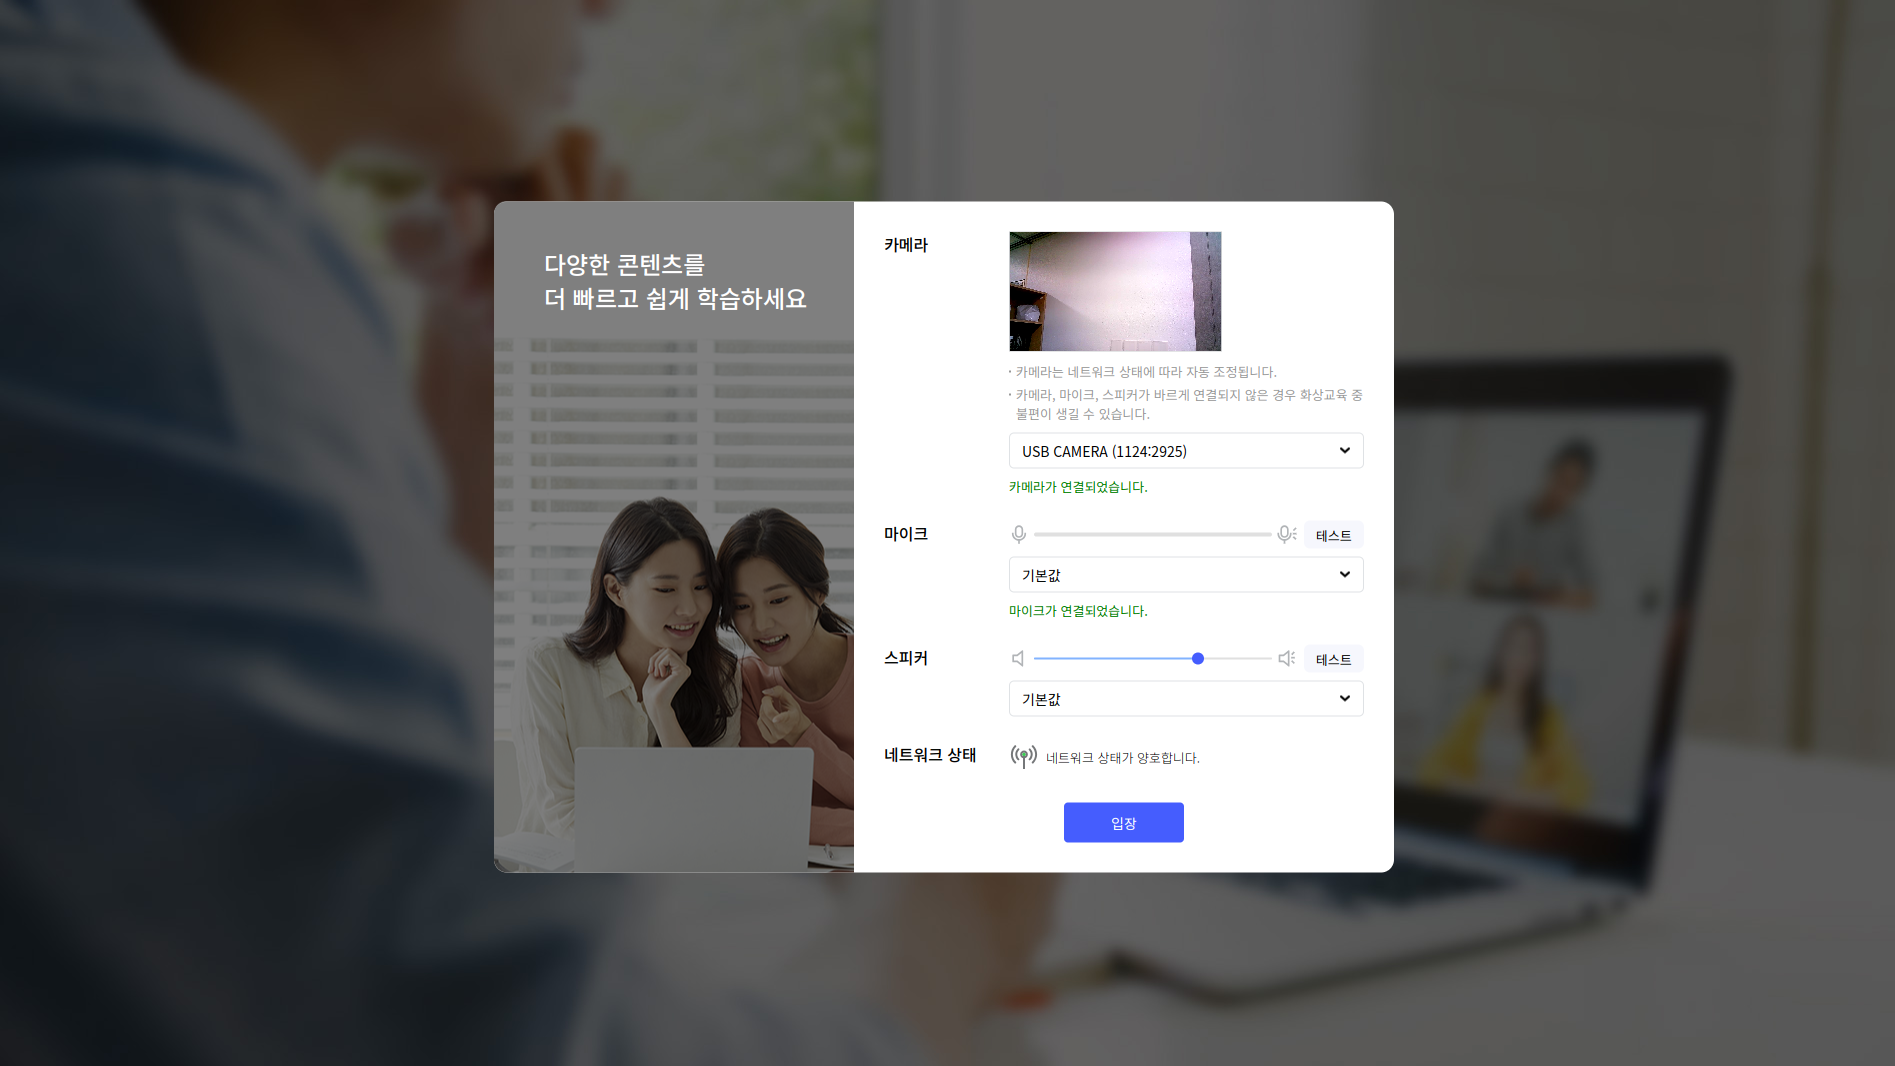 다양한 콘텐츠를
더 빠르고 쉽게 학습하세요
카메라
· 카메라는 네트워크 상태에 따라 자동 조정됩니다.
· 카메라, 마이크, 스피커가 바르게 연결되지 않은 경우 화상교육 중
불편이 생길 수 있습니다.
USB CAMERA (1124:2925)
카메라가 연결되었습니다.
마이크
테스트
기본값
마이크가 연결되었습니다.
스피커
테스트
기본값
네트워크 상태
네트워크 상태가 양호합니다.
입장